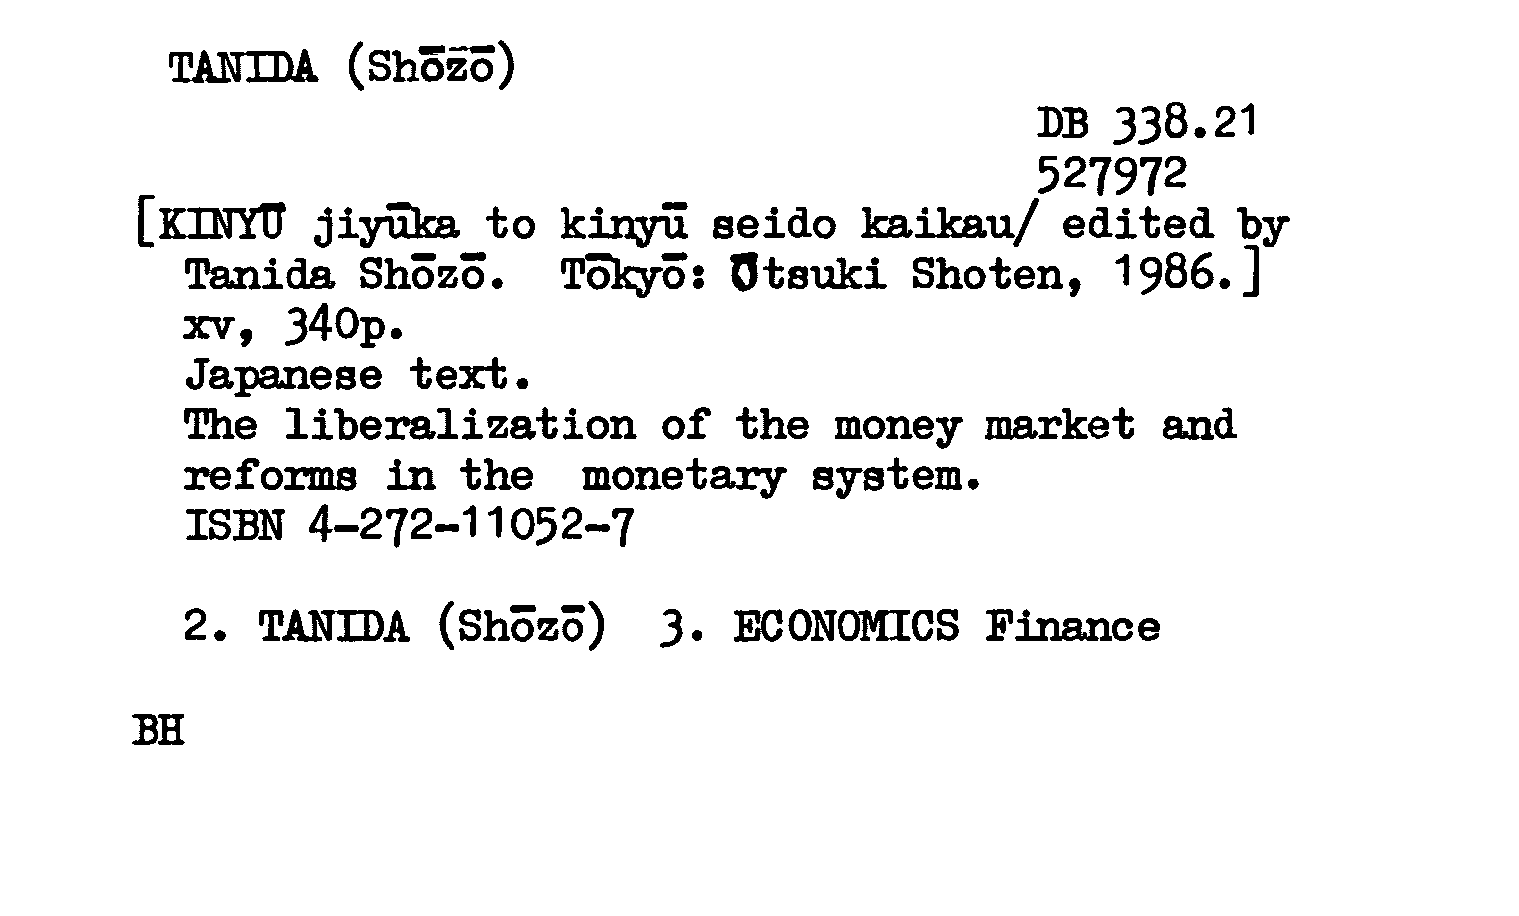 TANIDA (Shōzō)
DB 338.21
527972
[KINYŪ jiyūka to kinyū seido kaikau/ edited by
Tanida Shōzō. Tōkyō: Ōtsuki Shoten, 1986.]
xv, 340p.
Japanese text.
The liberalization of the money market and
reforms in the monetary system.
ISBN 4-272-11052-7
2. TANIDA (Shōzō) 3. ECONOMICS Finance
BH